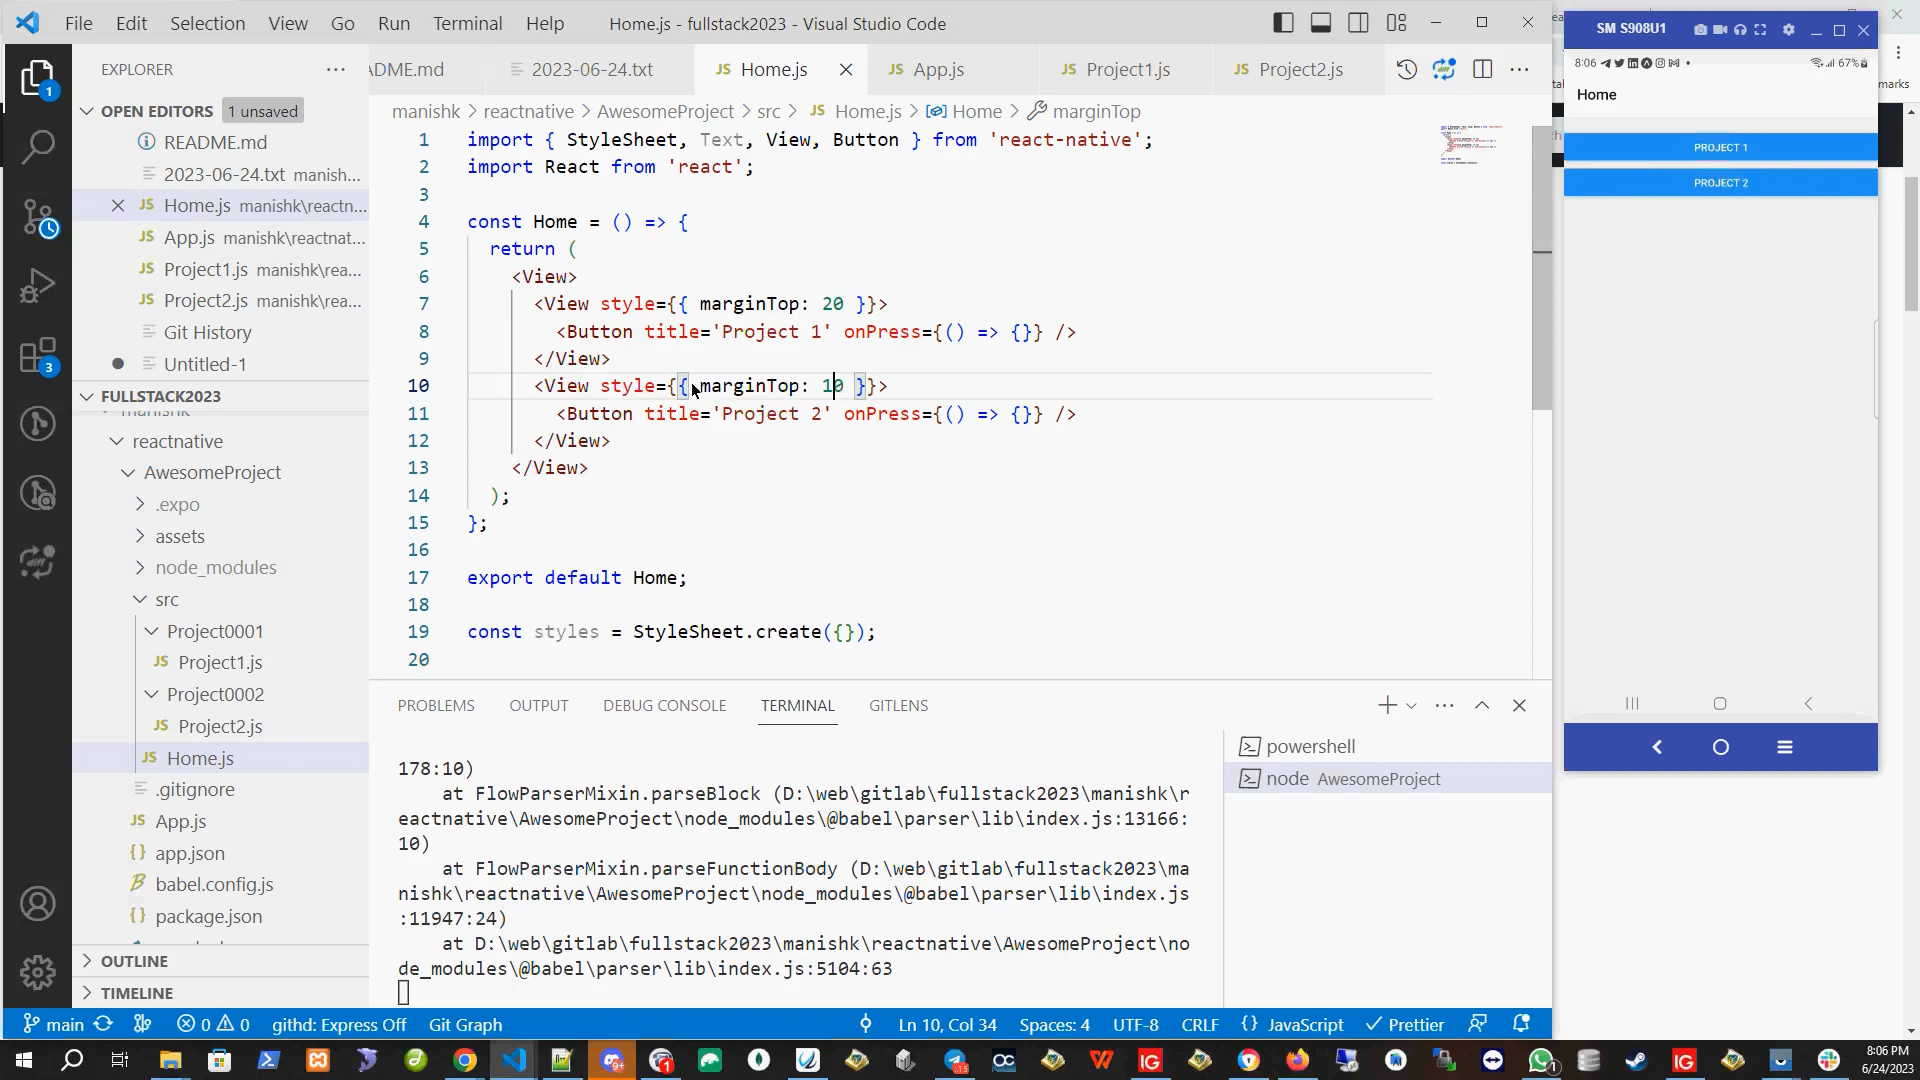 File Edit Selection View Go Run Terminal Help Home.js - fullstack2023 - Visual Studio Code
EXPLORER
OPEN EDITORS 1 unsaved
README.md
2023-06-24.txt manish...
Home.js manishk\reactn...
App.js manishk\reactnat...
Project1.js manishk\rea...
Project2.js manishk\rea...
Git History
Untitled-1
FULLSTACK2023
manishk
reactnative
AwesomeProject
.expo
assets
node_modules
src
Project0001
JS Project1.js
Project0002
JS Project2.js
JS Home.js
.gitignore
JS App.js
app.json
babel.config.js
package.json
OUTLINE
TIMELINE
DME.md 2023-06-24.txt JS Home.js JS App.js JS Project1.js JS Project2.js
manishk > reactnative > AwesomeProject > src > JS Home.js > Home > marginTop
1 import { StyleSheet, Text, View, Button } from 'react-native';
2 import React from 'react';
3
4 const Home = () => {
5 return (
6 <View>
7 <View style={{ marginTop: 20 }}>
8 <Button title='Project 1' onPress={() => {}} />
9 </View>
10 <View style={{ marginTop: 10 }}>
11 <Button title='Project 2' onPress={() => {}} />
12 </View>
13 </View>
14 );
15 };
16
17 export default Home;
18
19 const styles = StyleSheet.create({});
20
PROBLEMS OUTPUT DEBUG CONSOLE TERMINAL GITLENS
178:10)
at FlowParserMixin.parseBlock (D:\web\gitlab\fullstack2023\manishk\r
eactnative\AwesomeProject\node_modules\@babel\parser\lib\index.js:13166:
10)
at FlowParserMixin.parseFunctionBody (D:\web\gitlab\fullstack2023\ma
nishk\reactnative\AwesomeProject\node_modules\@babel\parser\lib\index.js
:11947:24)
at D:\web\gitlab\fullstack2023\manishk\reactnative\AwesomeProject\no
de_modules\@babel\parser\lib\index.js:5104:63
powershell
node AwesomeProject
main 0 0 githd: Express Off Git Graph Ln 10, Col 34 Spaces: 4 UTF-8 CRLF JavaScript Prettier
SM S908U1
8:06 67%
Home
PROJECT 1
PROJECT 2
marks
8:06 PM
6/24/2023